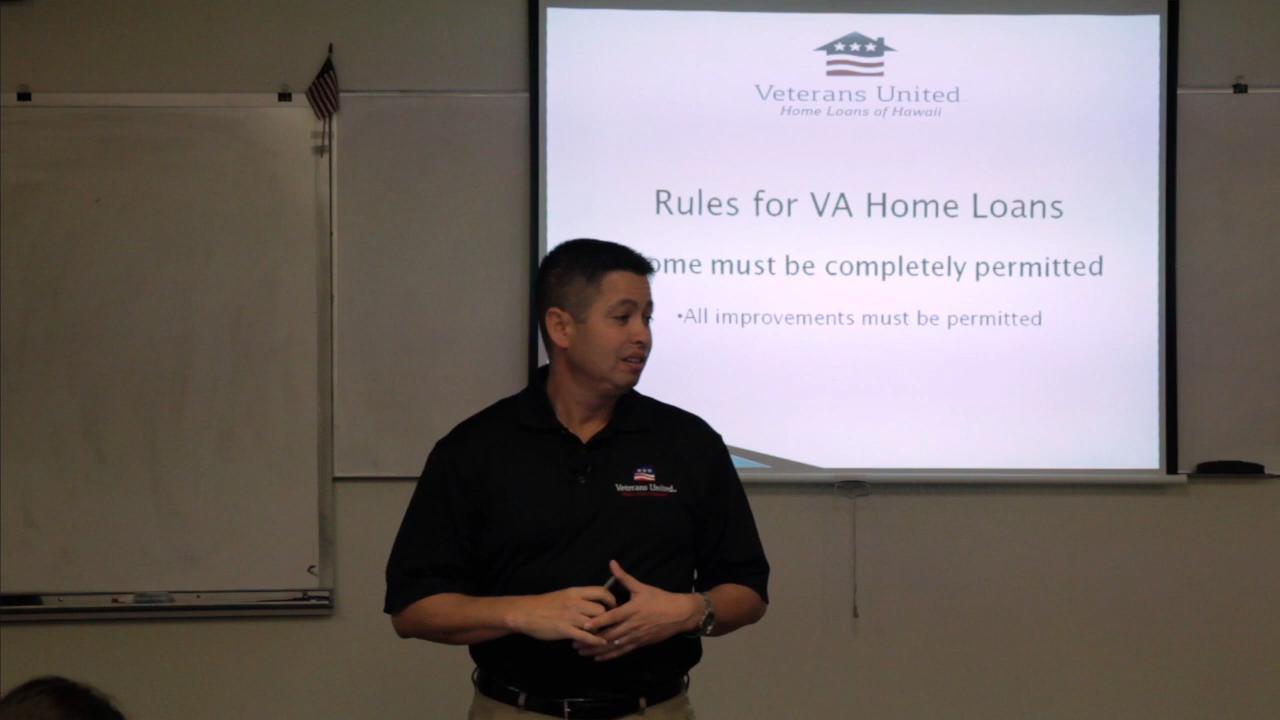 Veterans United
Home Loans of Hawaii
Rules for VA Home Loans
ome must be completely permitted
•All improvements must be permitted
Veterans United